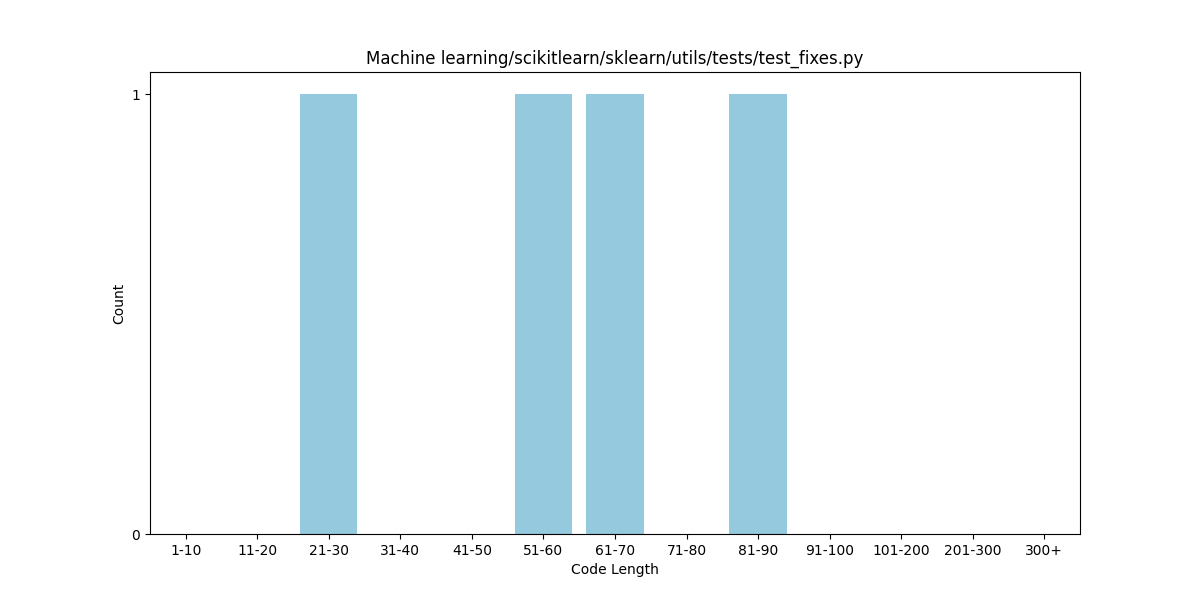 Machine learning/scikitlearn/sklearn/utils/tests/test_fixes.py
1
Count
0
1-10 11-20 21-30 31-40 41-50 51-60 61-70 71-80 81-90 91-100 101-200 201-300 300+
Code Length